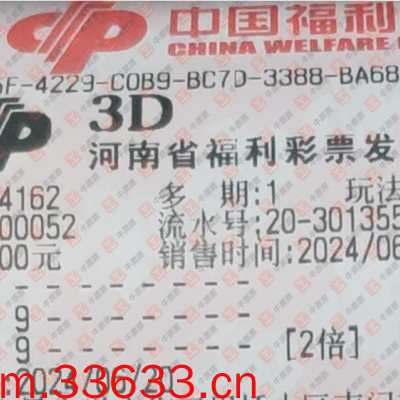 中国福利
CHINA WELFARE
5F-4229-C0B9-BC7D-3388-BA68
3D
河南省福利彩票发
4162 多 期:1 玩法
00052 流水号:20-301355
00元 销售时间:2024/06
- - - - - - -
9 - - - - - -
9 - - - - - -
9 - - - - - - [2倍]
m.33633.cn